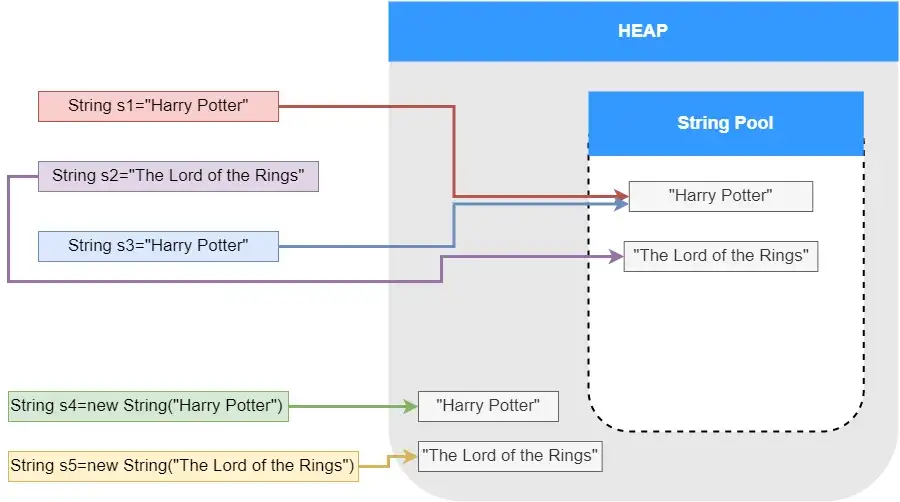 HEAP
String s1="Harry Potter"
String Pool
String s2="The Lord of the Rings"
"Harry Potter"
String s3="Harry Potter"
"The Lord of the Rings"
String s4=new String("Harry Potter")
"Harry Potter"
String s5=new String("The Lord of the Rings")
"The Lord of the Rings"